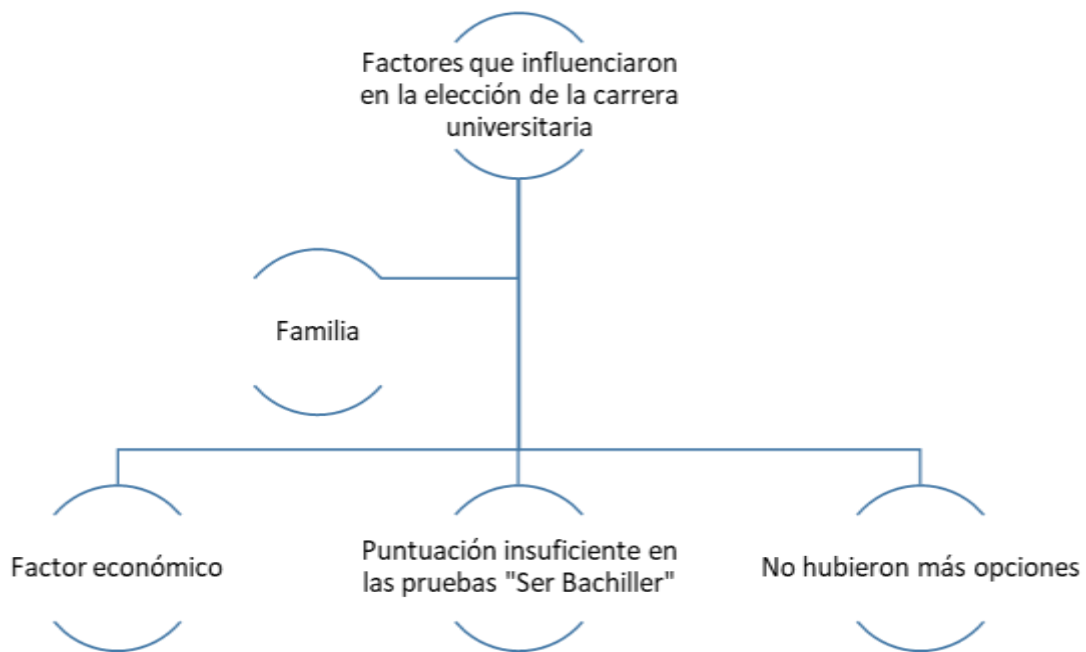 Factores que influenciaron
en la elección de la carrera
universitaria
Familia
Factor económico
Puntuación insuficiente en
las pruebas "Ser Bachiller"
No hubieron más opciones